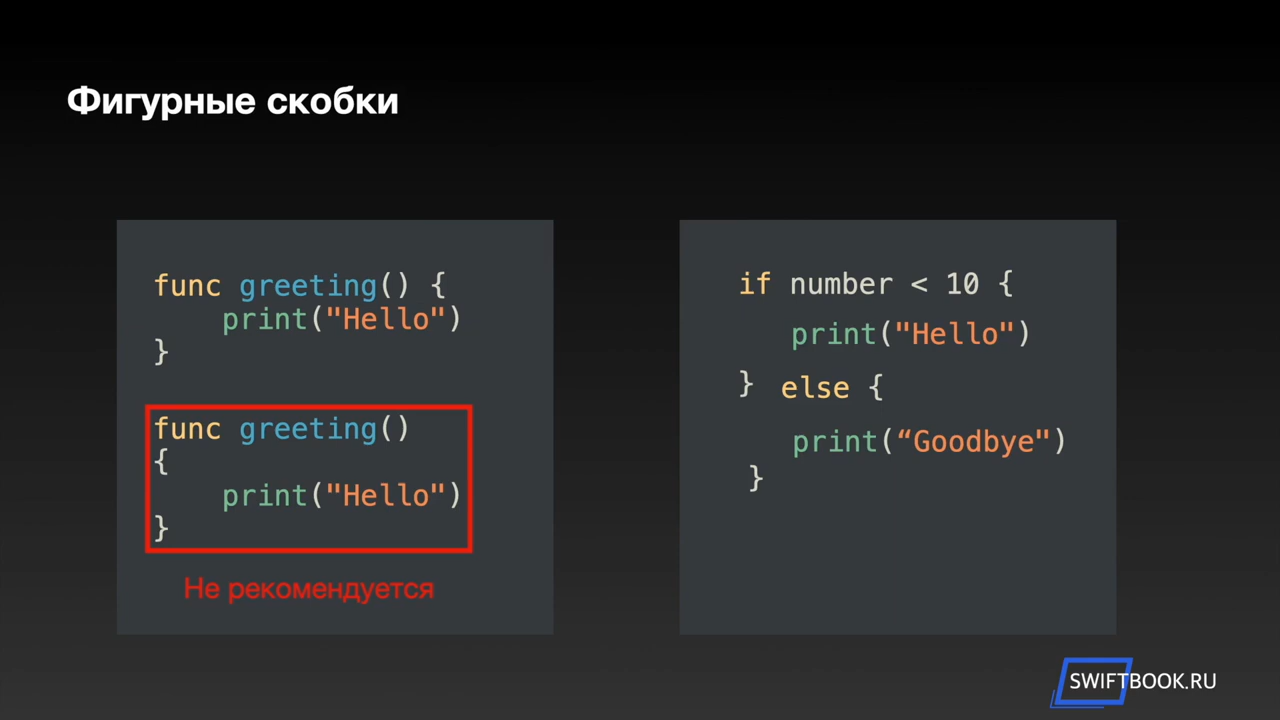 Фигурные скобки
func greeting() {
    print("Hello")
}
func greeting()
{
    print("Hello")
}
Не рекомендуется
if number < 10 {
    print("Hello")
} else {
    print(“Goodbye")
}
SWIFTBOOK.RU